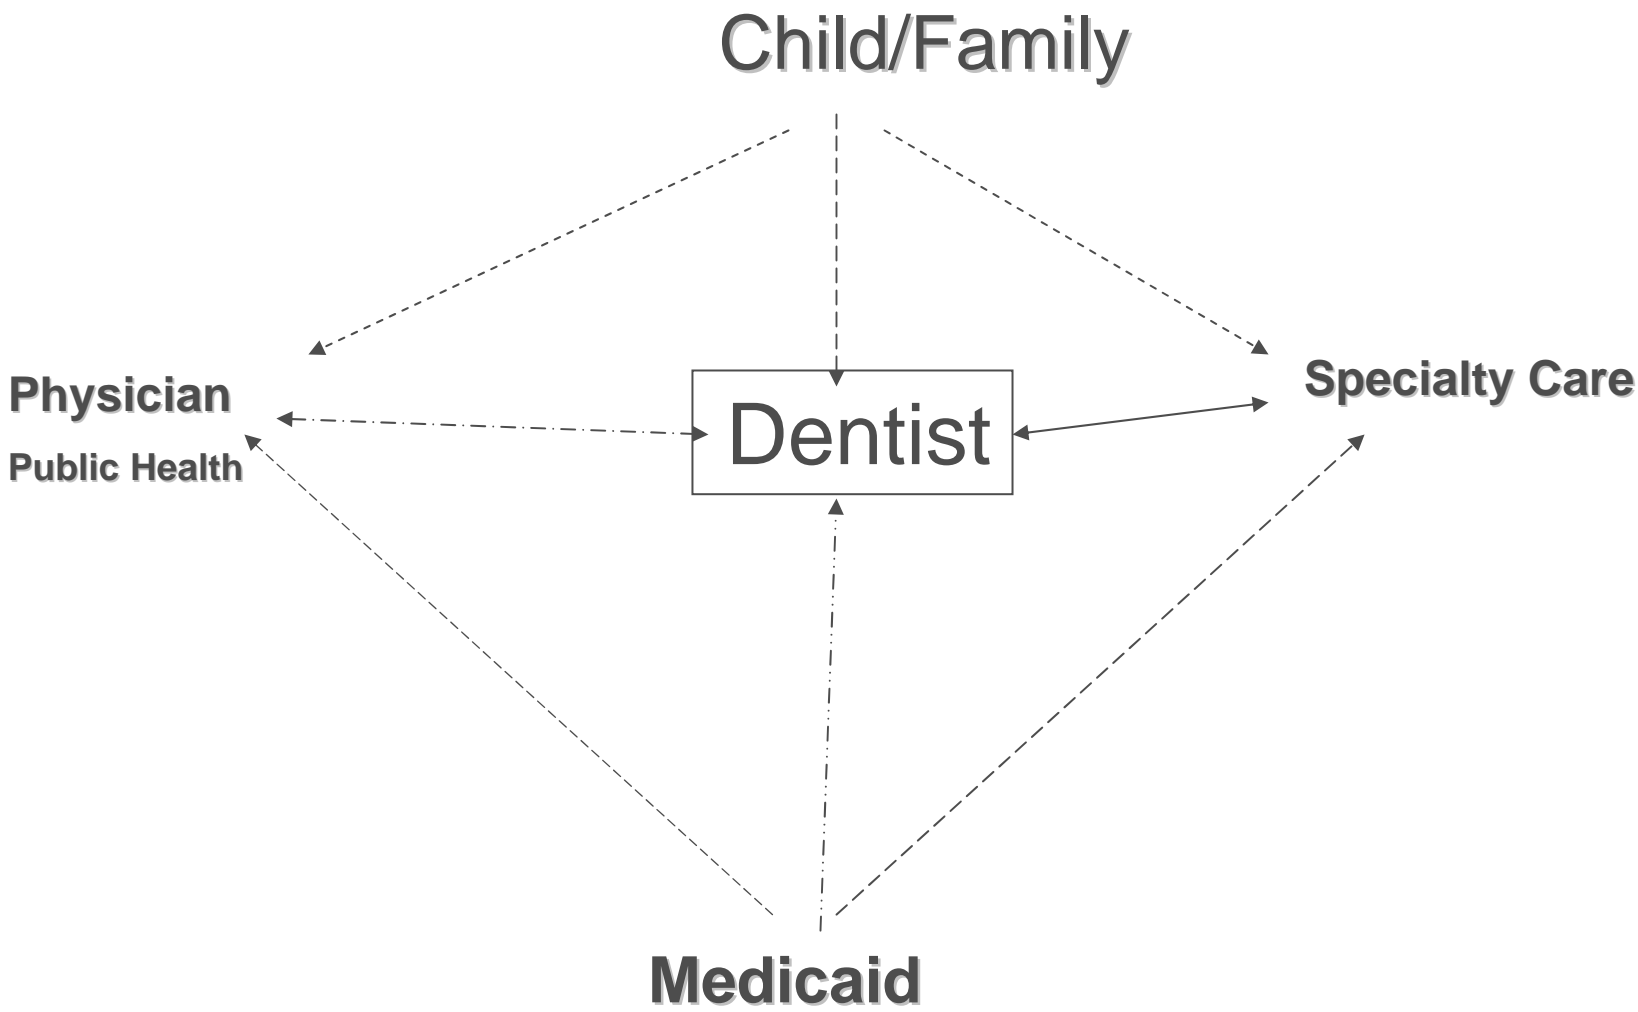 Child/Family
Physician
Public Health
Dentist
Specialty Care
Medicaid